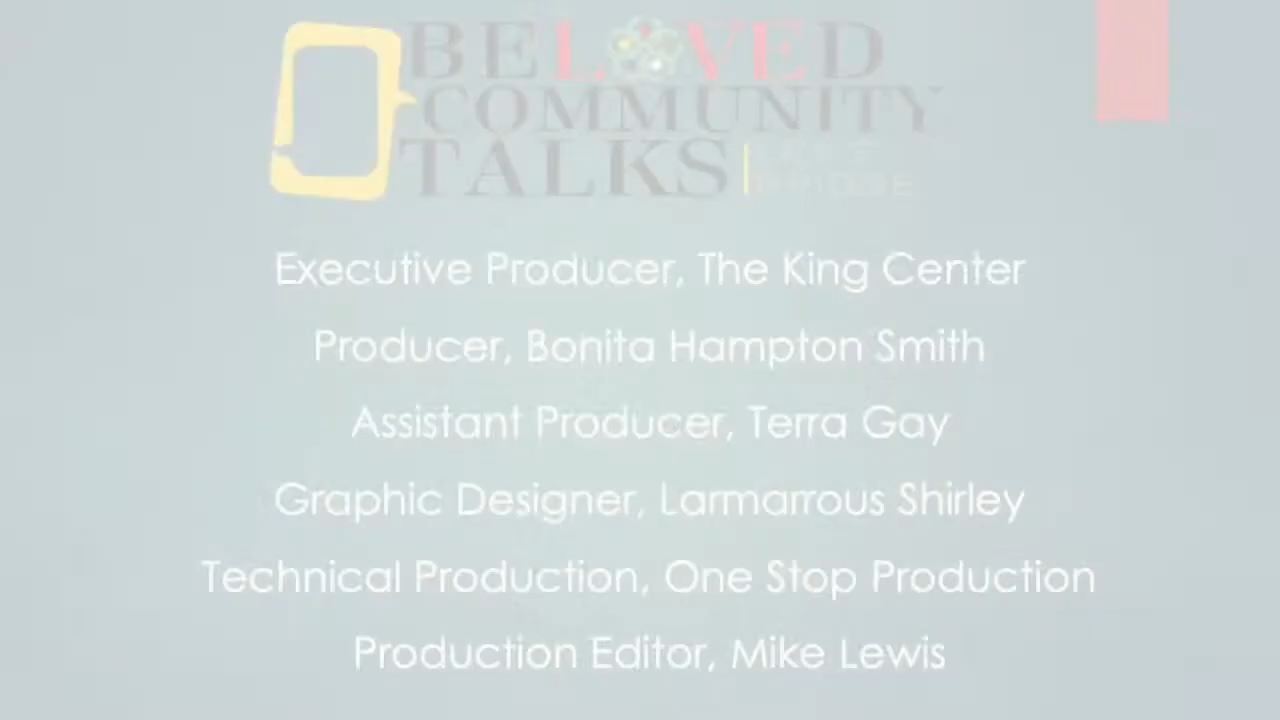 BELOVED
COMMUNITY
TALKS
Executive Producer, The King Center
Producer, Bonita Hampton Smith
Assistant Producer, Terra Gay
Graphic Designer, Larmarrous Shirley
Technical Production, One Stop Production
Production Editor, Mike Lewis